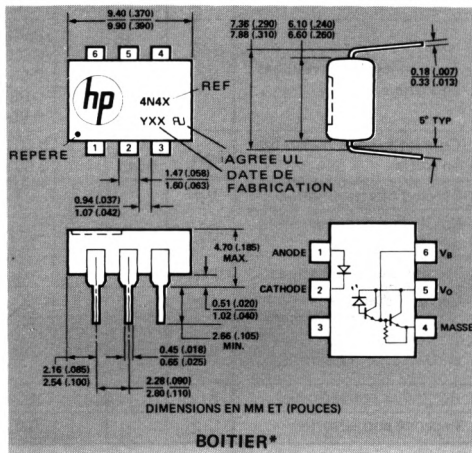 9.40 (.370)
9.90 (.390)
6 5 4
hp
4N4X
REF
YXX
REPERE
1 2 3
AGREE UL
DATE DE
FABRICATION
1.47 (.058)
1.60 (.063)
0.94 (.037)
1.07 (.042)
7.36 (.290)
7.88 (.310)
6.10 (.240)
6.60 (.260)
0.18 (.007)
0.33 (.013)
5° TYP
4.70 (.185)
MAX.
0.51 (.020)
1.02 (.040)
2.66 (.105)
MIN.
0.45 (.018)
0.65 (.025)
2.16 (.085)
2.54 (.100)
2.28 (.090)
2.80 (.110)
ANODE 1
6 VB
CATHODE 2
5 VO
3
4 MASSE
DIMENSIONS EN MM ET (POUCES)
BOITIER*